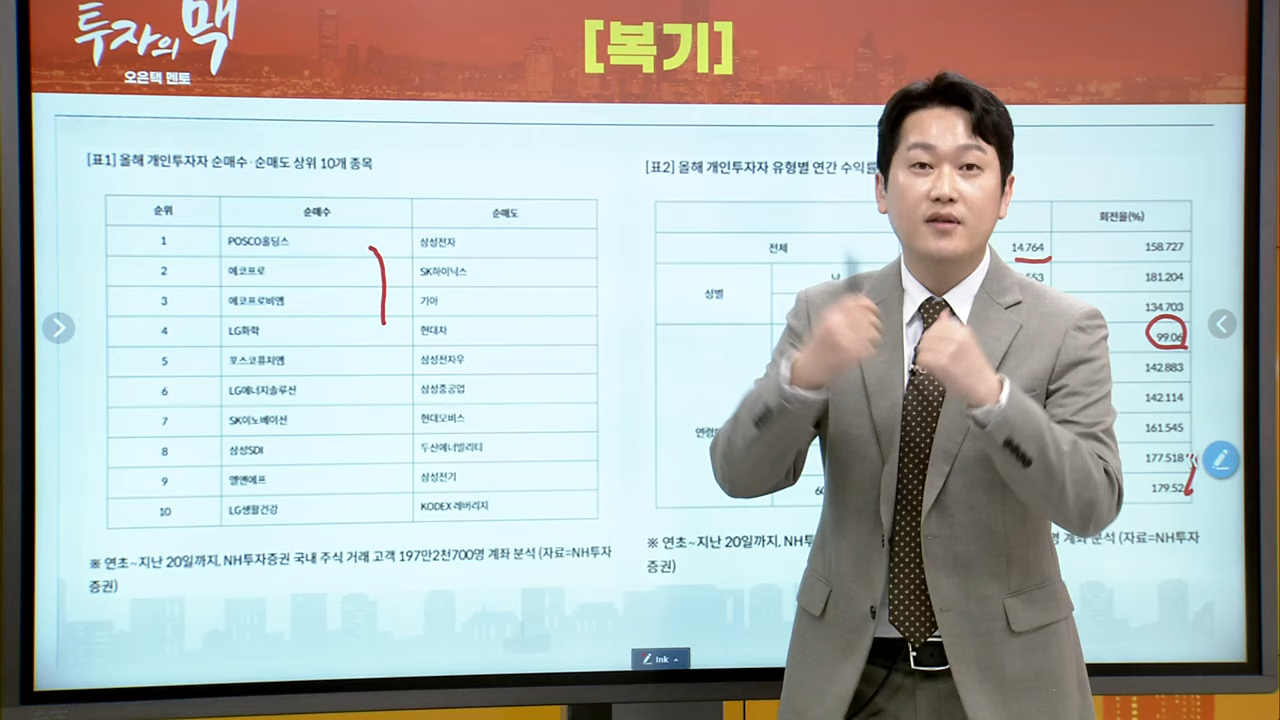 투자의 맥
오은택 멘토
[복기]
[표1] 올해 개인투자자 순매수·순매도 상위 10개 종목
순위 순매수 순매도
1 POSCO홀딩스 삼성전자
2 에코프로 SK하이닉스
3 에코프로비엠 기아
4 LG화학 현대차
5 포스코퓨처엠 삼성전자우
6 LG에너지솔루션 삼성중공업
7 SK이노베이션 현대모비스
8 삼성SDI 두산에너빌리티
9 엘앤에프 삼성전기
10 LG생활건강 KODEX 레버리지
※ 연초~지난 20일까지, NH투자증권 국내 주식 거래 고객 197만2천700명 계좌 분석 (자료=NH투자
증권)
[표2] 올해 개인투자자 유형별 연간 수익률
회전율(%)
전체 14.764 158.727
성별 181.204
134.703
99.06
142.883
142.114
161.545
177.518
179.52
※ 연초~지난 20일까지, NH투 명 계좌 분석 (자료=NH투자
증권)
Ink